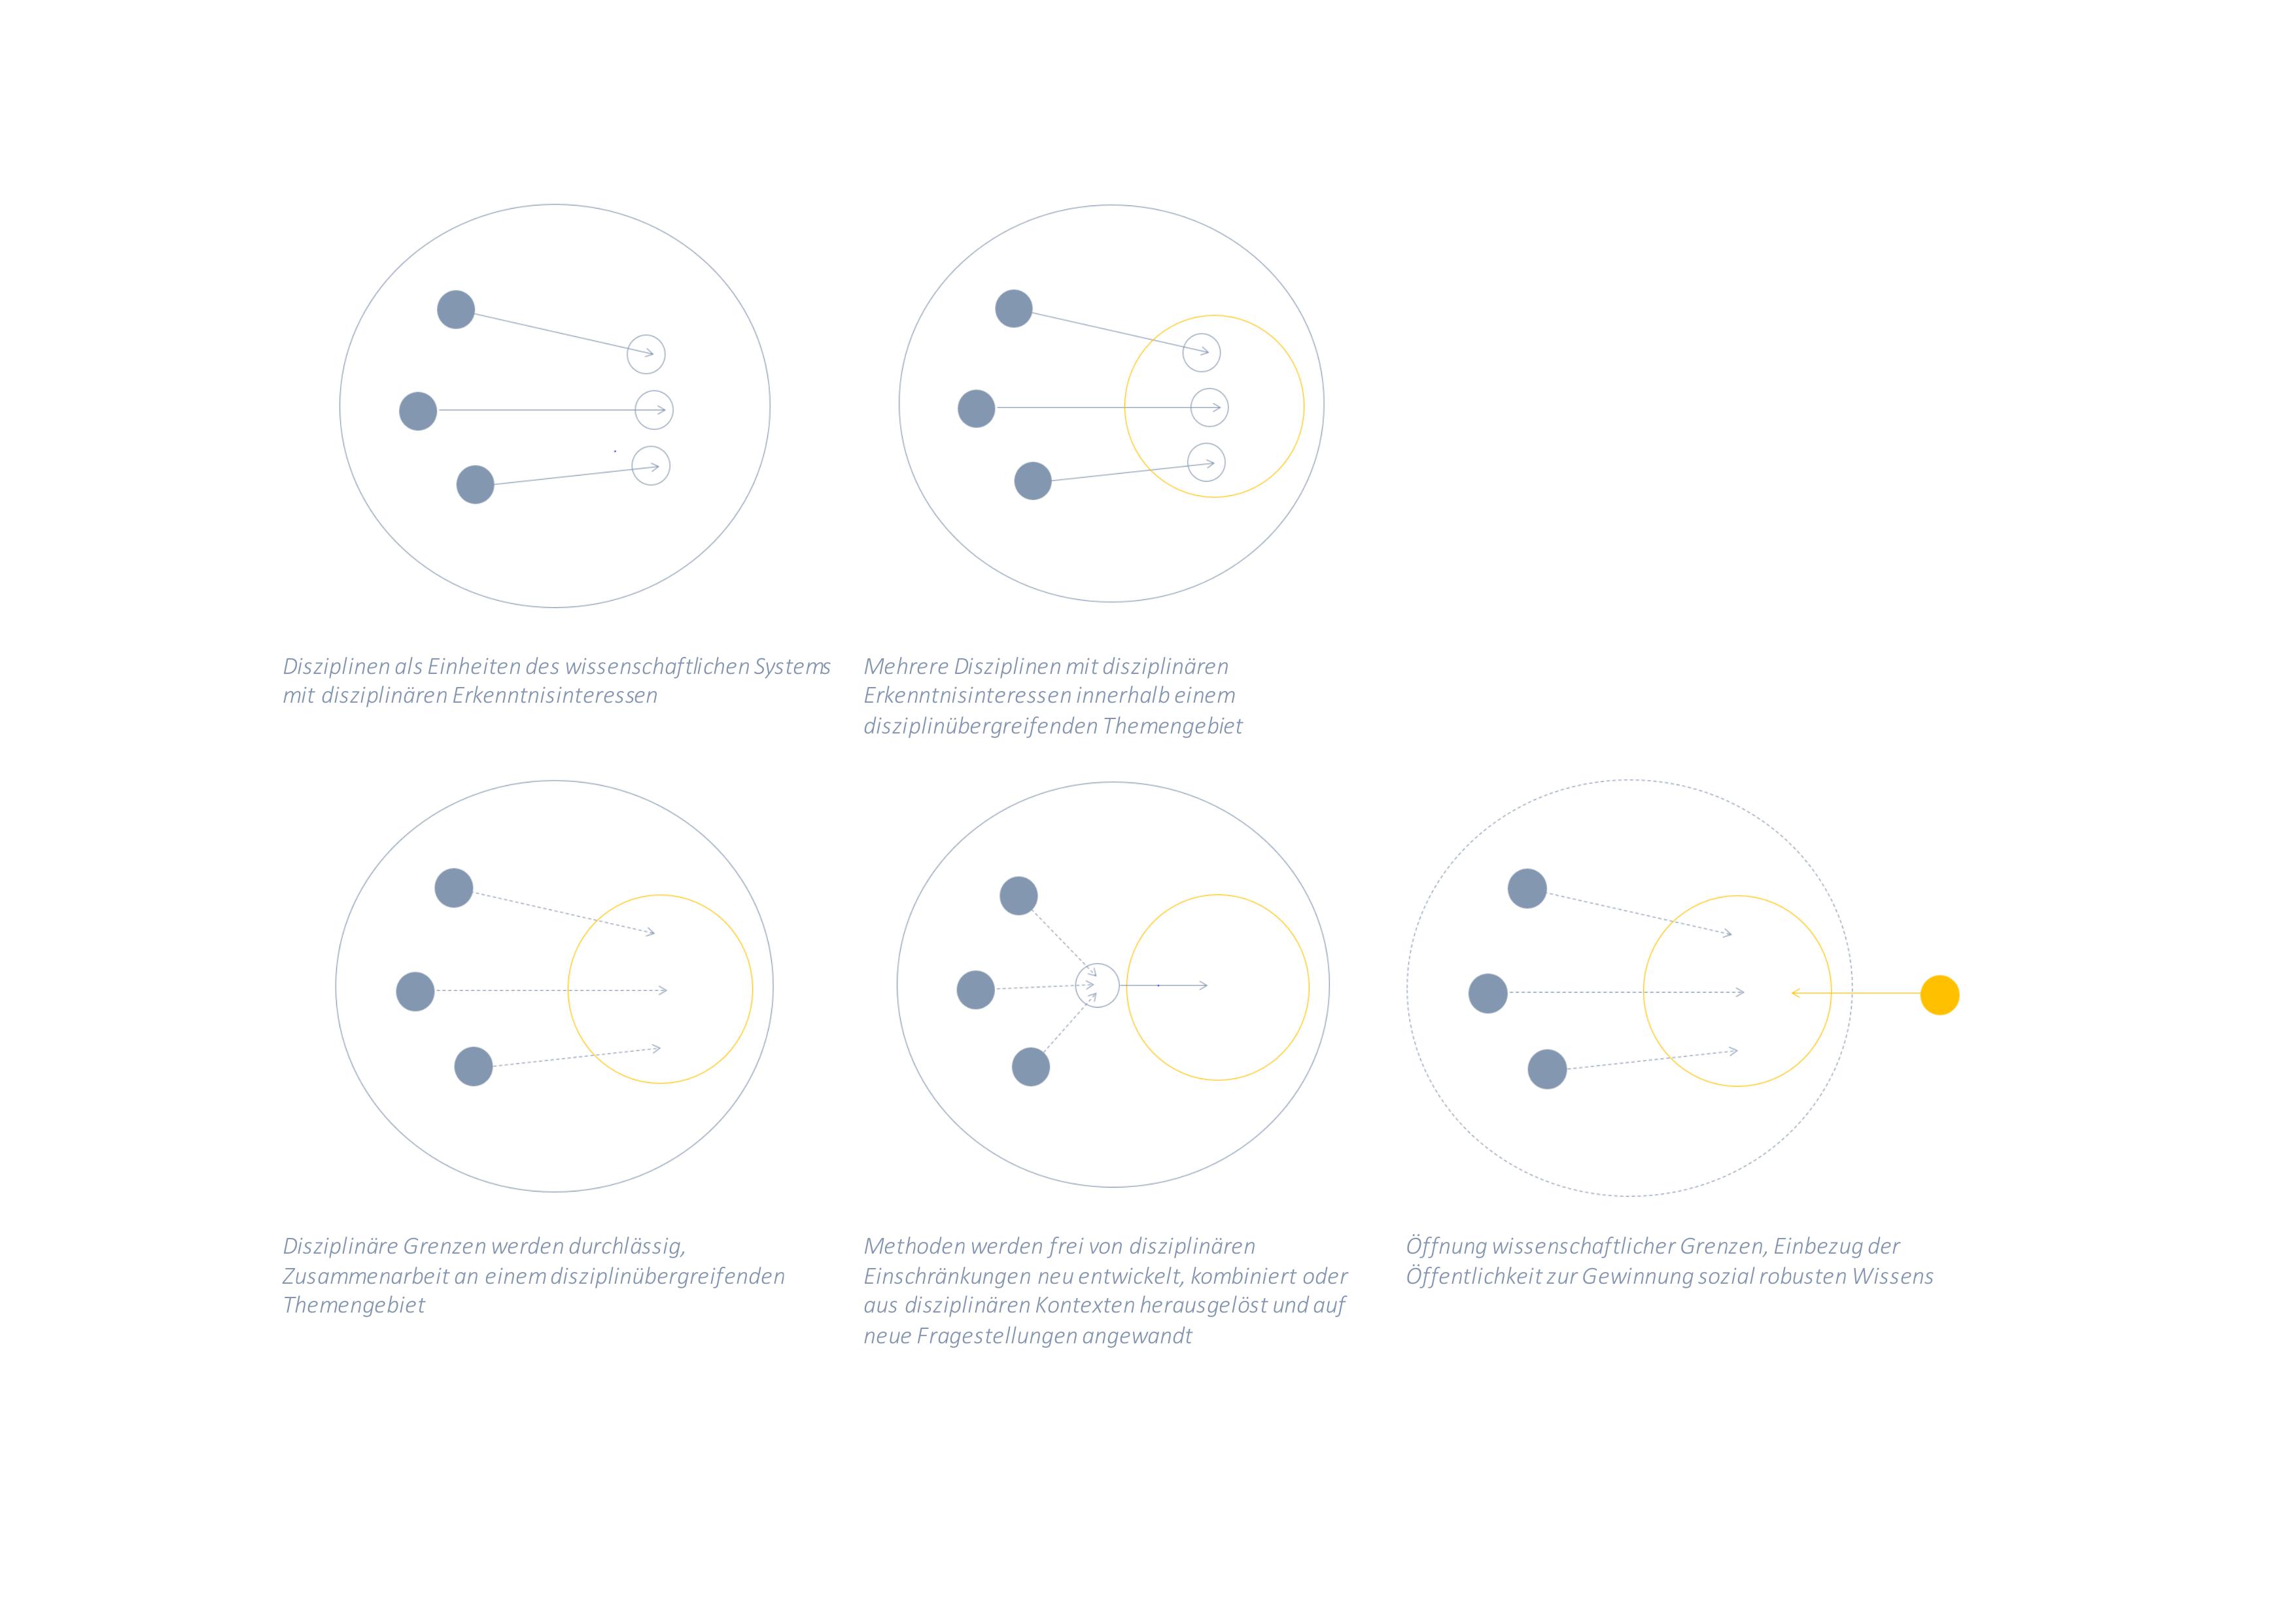 Disziplinen als Einheiten des wissenschaftlichen Systems
mit disziplinären Erkenntnisinteressen
Mehrere Disziplinen mit disziplinären
Erkenntnisinteressen innerhalb einem
disziplinübergreifenden Themengebiet
Disziplinäre Grenzen werden durchlässig,
Zusammenarbeit an einem disziplinübergreifenden
Themengebiet
Methoden werden frei von disziplinären
Einschränkungen neu entwickelt, kombiniert oder
aus disziplinären Kontexten herausgelöst und auf
neue Fragestellungen angewandt
Öffnung wissenschaftlicher Grenzen, Einbezug der
Öffentlichkeit zur Gewinnung sozial robusten Wissens